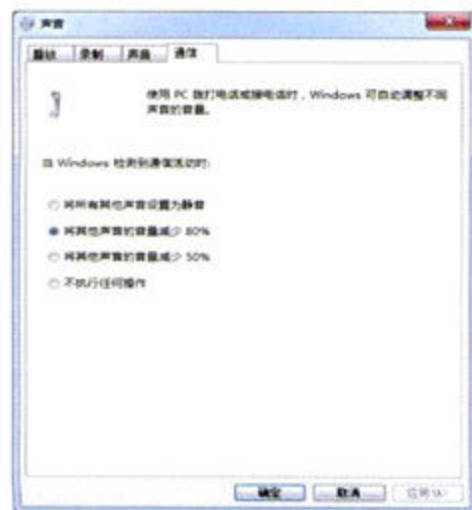 声音
播放 录制 声音 通信
使用 PC 拨打电话或接电话时，Windows 可自动调整不同
声音的音量。
当 Windows 检测到通信活动时:
将所有其他声音设置为静音
将其他声音的音量减少 80%
将其他声音的音量减少 50%
不执行任何操作
确定 取消 应用(A)